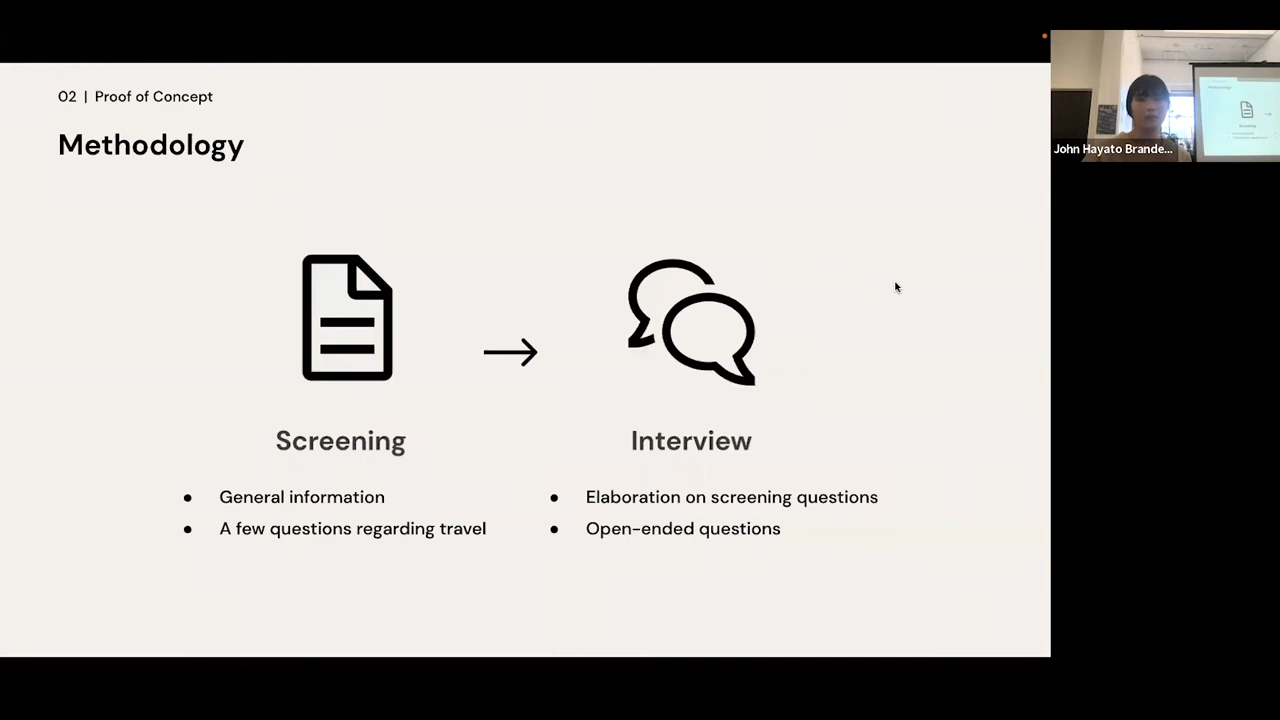 02 | Proof of Concept
Methodology
John Hayato Brande...
Screening
Interview
● General information
● A few questions regarding travel
● Elaboration on screening questions
● Open-ended questions